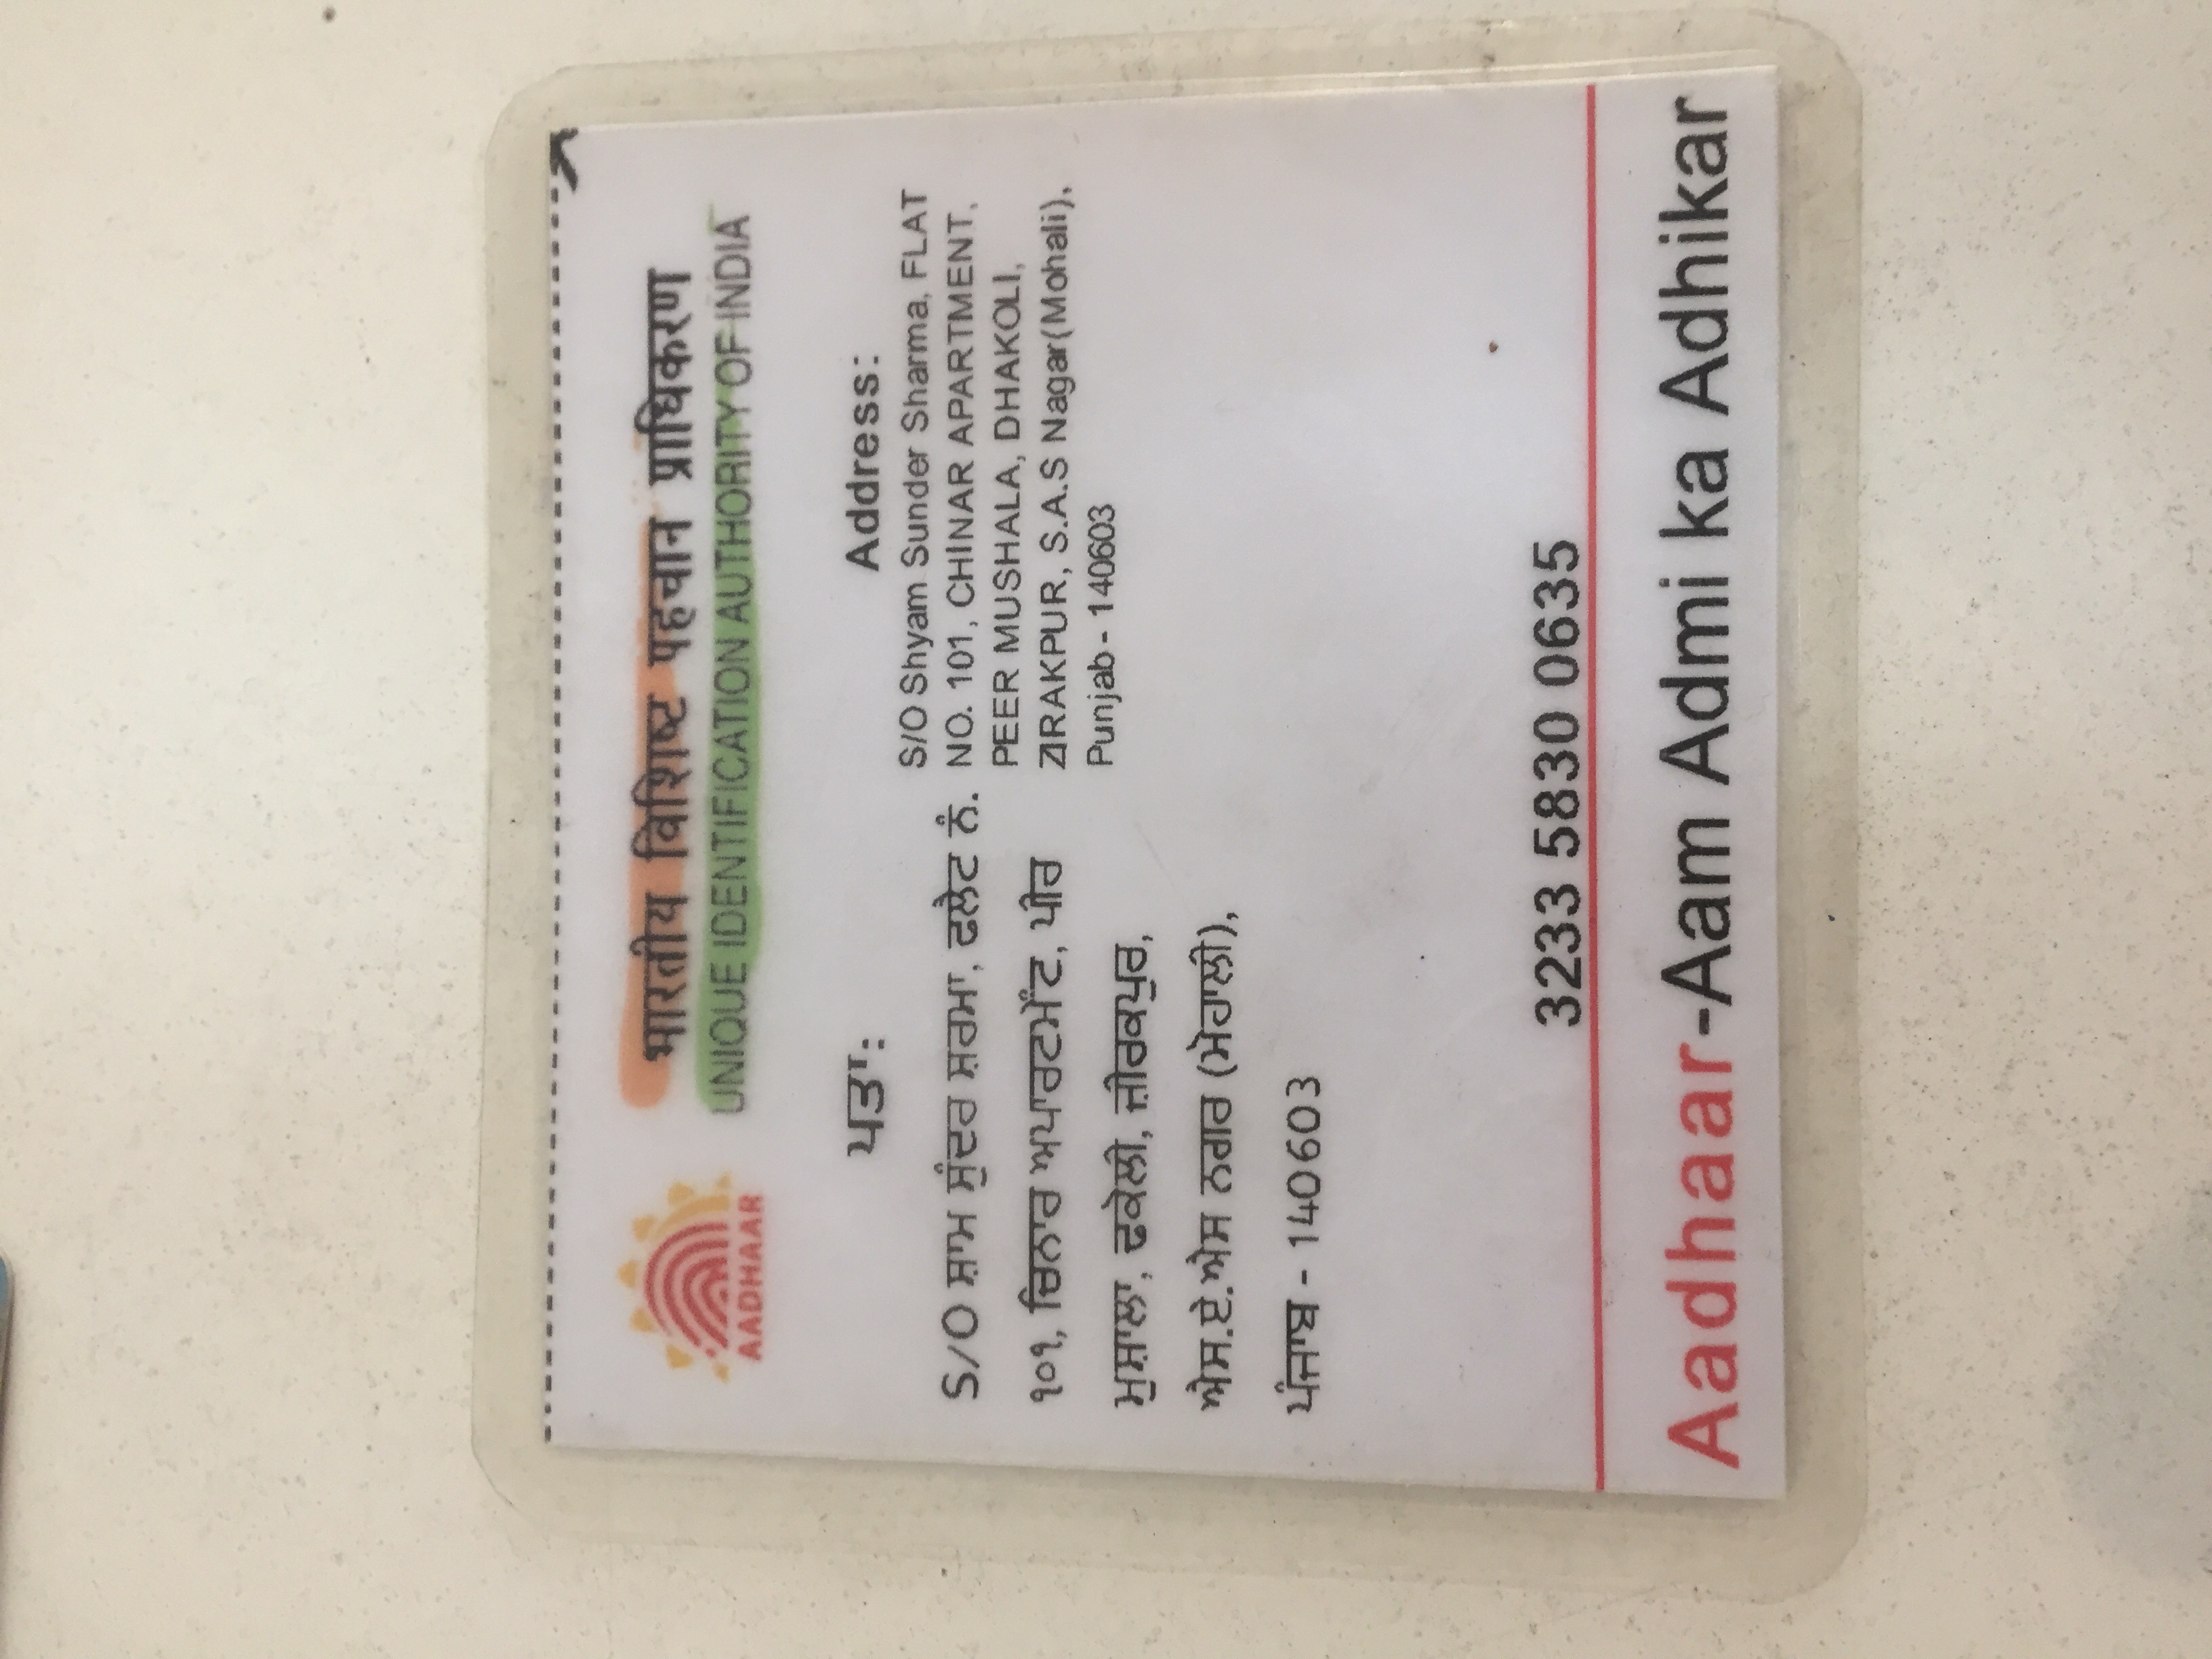 भारतीय विशिष्ट पहचान प्राधिकरण
UNIQUE IDENTIFICATION AUTHORITY OF INDIA
AADHAAR
ਪਤਾ:
S/O ਸ਼ਾਮ ਸੁੰਦਰ ਸ਼ਰਮਾ, ਫਲੈਟ ਨੰ.
੧੦੧, ਚਿਨਾਰ ਅਪਾਰਟਮੈਂਟ, ਪੀਰ
ਮੁਸ਼ਾਲਾ, ਢਕੋਲੀ, ਜ਼ੀਰਕਪੁਰ,
ਐਸ.ਏ.ਐਸ ਨਗਰ (ਮੋਹਾਲੀ),
ਪੰਜਾਬ - 140603
Address:
S/O Shyam Sunder Sharma, FLAT
NO. 101, CHINAR APARTMENT,
PEER MUSHALA, DHAKOLI,
ZIRAKPUR, S.A.S Nagar(Mohali),
Punjab - 140603
3233 5830 0635
Aadhaar-Aam Admi ka Adhikar